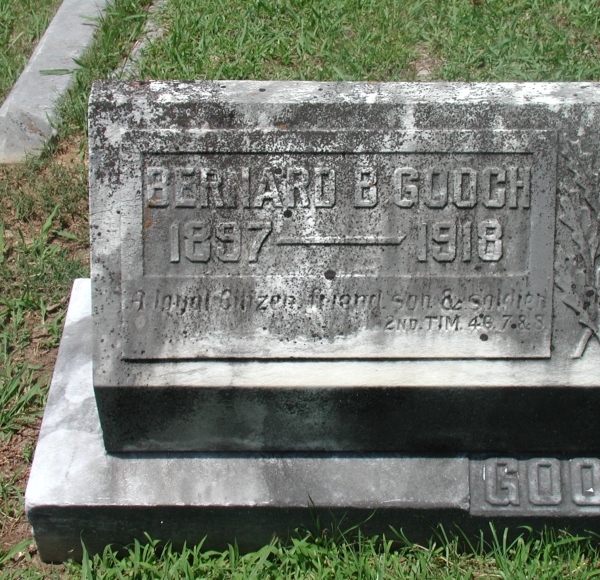 BERNARD B GOOCH
1897 — 1918
A loyal Citizen, friend, son & soldier
2ND. TIM. 4:6, 7 & 8.
GOO